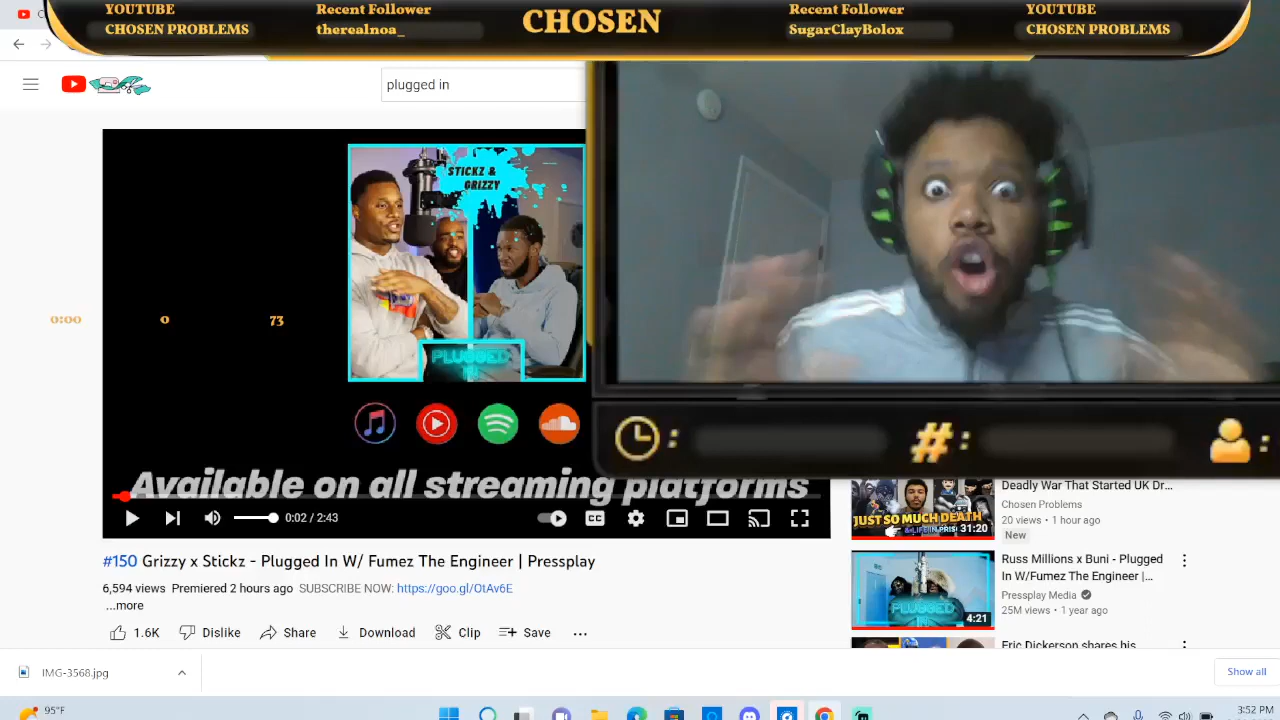 YOUTUBE
CHOSEN PROBLEMS
Recent Follower
therealnoa_
CHOSEN
Recent Follower
SugarClayBolox
YOUTUBE
CHOSEN PROBLEMS
plugged in
STICKZ &
GRIZZY
PLUGGED
IN
0:00
0
73
Available on all streaming platforms
0:02 / 2:43
CC
#150 Grizzy x Stickz - Plugged In W/ Fumez The Engineer | Pressplay
6,594 views Premiered 2 hours ago SUBSCRIBE NOW: https://goo.gl/OtAv6E
...more
1.6K Dislike Share Download Clip Save ...
# :
JUST SO MUCH DEATH
& LIFE IN PRISON
31:20
Deadly War That Started UK Dr...
Chosen Problems
20 views • 1 hour ago
New
PLUGGED
4:21
Russ Millions x Buni - Plugged
In W/Fumez The Engineer |...
Pressplay Media
25M views • 1 year ago
Eric Dickerson shares his
IMG-3568.jpg
Show all
95°F
3:52 PM